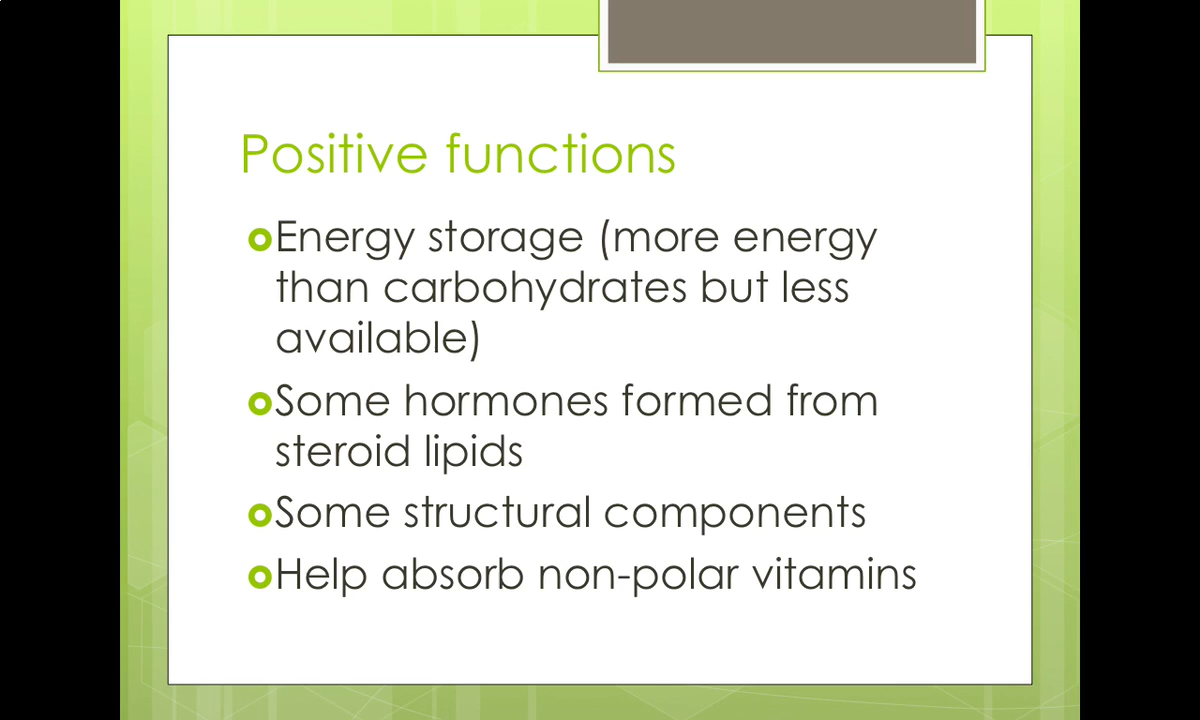 Positive functions
Energy storage (more energy
than carbohydrates but less
available)
Some hormones formed from
steroid lipids
Some structural components
Help absorb non-polar vitamins